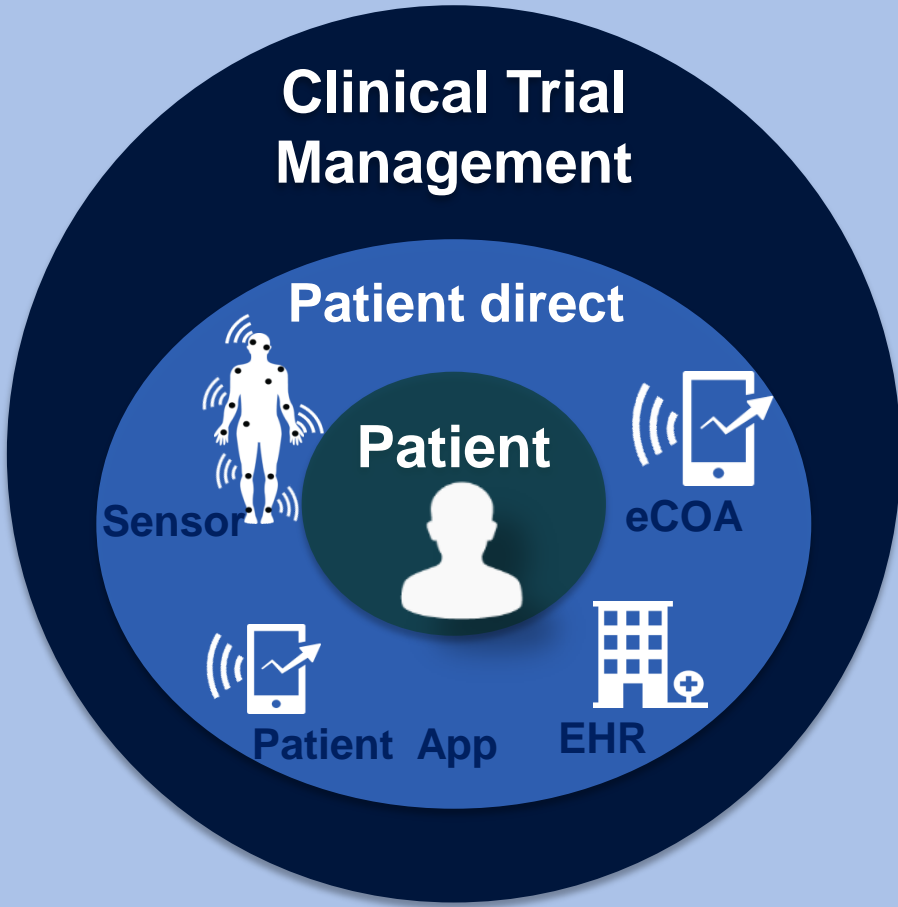 Clinical Trial
Management
Patient direct
Patient
Sensor
eCOA
Patient App
EHR